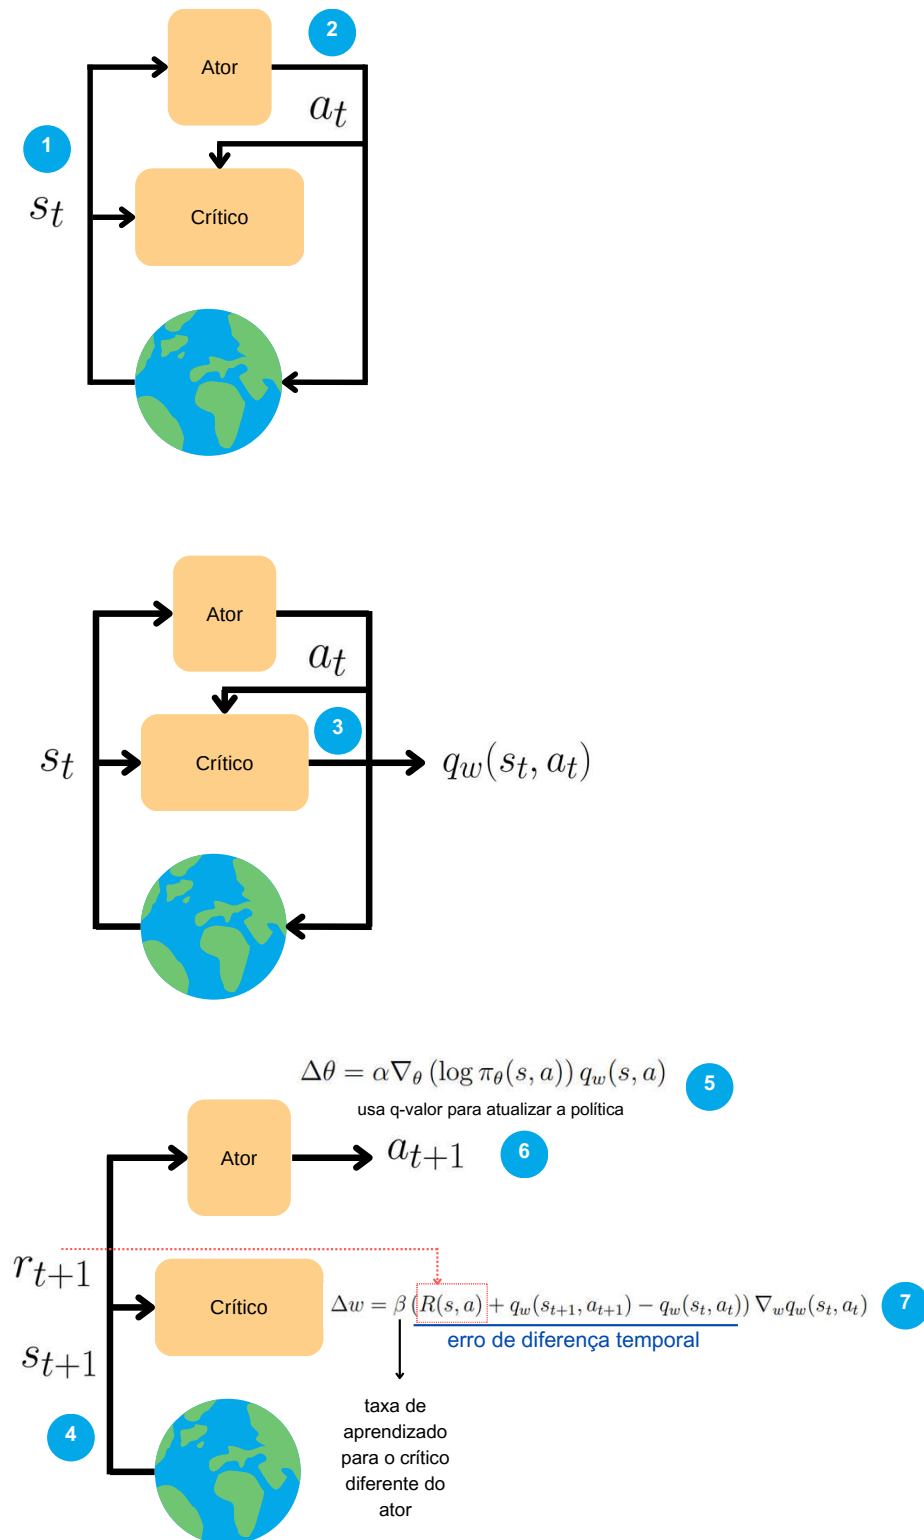 2
Ator
a_t
1
Crítico
s_t
Ator
a_t
3
s_t
Crítico
q_w(s_t, a_t)
Δθ = α∇_θ (log π_θ(s, a)) q_w(s, a)
5
usa q-valor para atualizar a política
Ator
a_{t+1}
6
r_{t+1}
Crítico
Δw = β (R(s, a) + q_w(s_{t+1}, a_{t+1}) − q_w(s_t, a_t)) ∇_w q_w(s_t, a_t)
7
erro de diferença temporal
s_{t+1}
4
taxa de
aprendizado
para o crítico
diferente do
ator